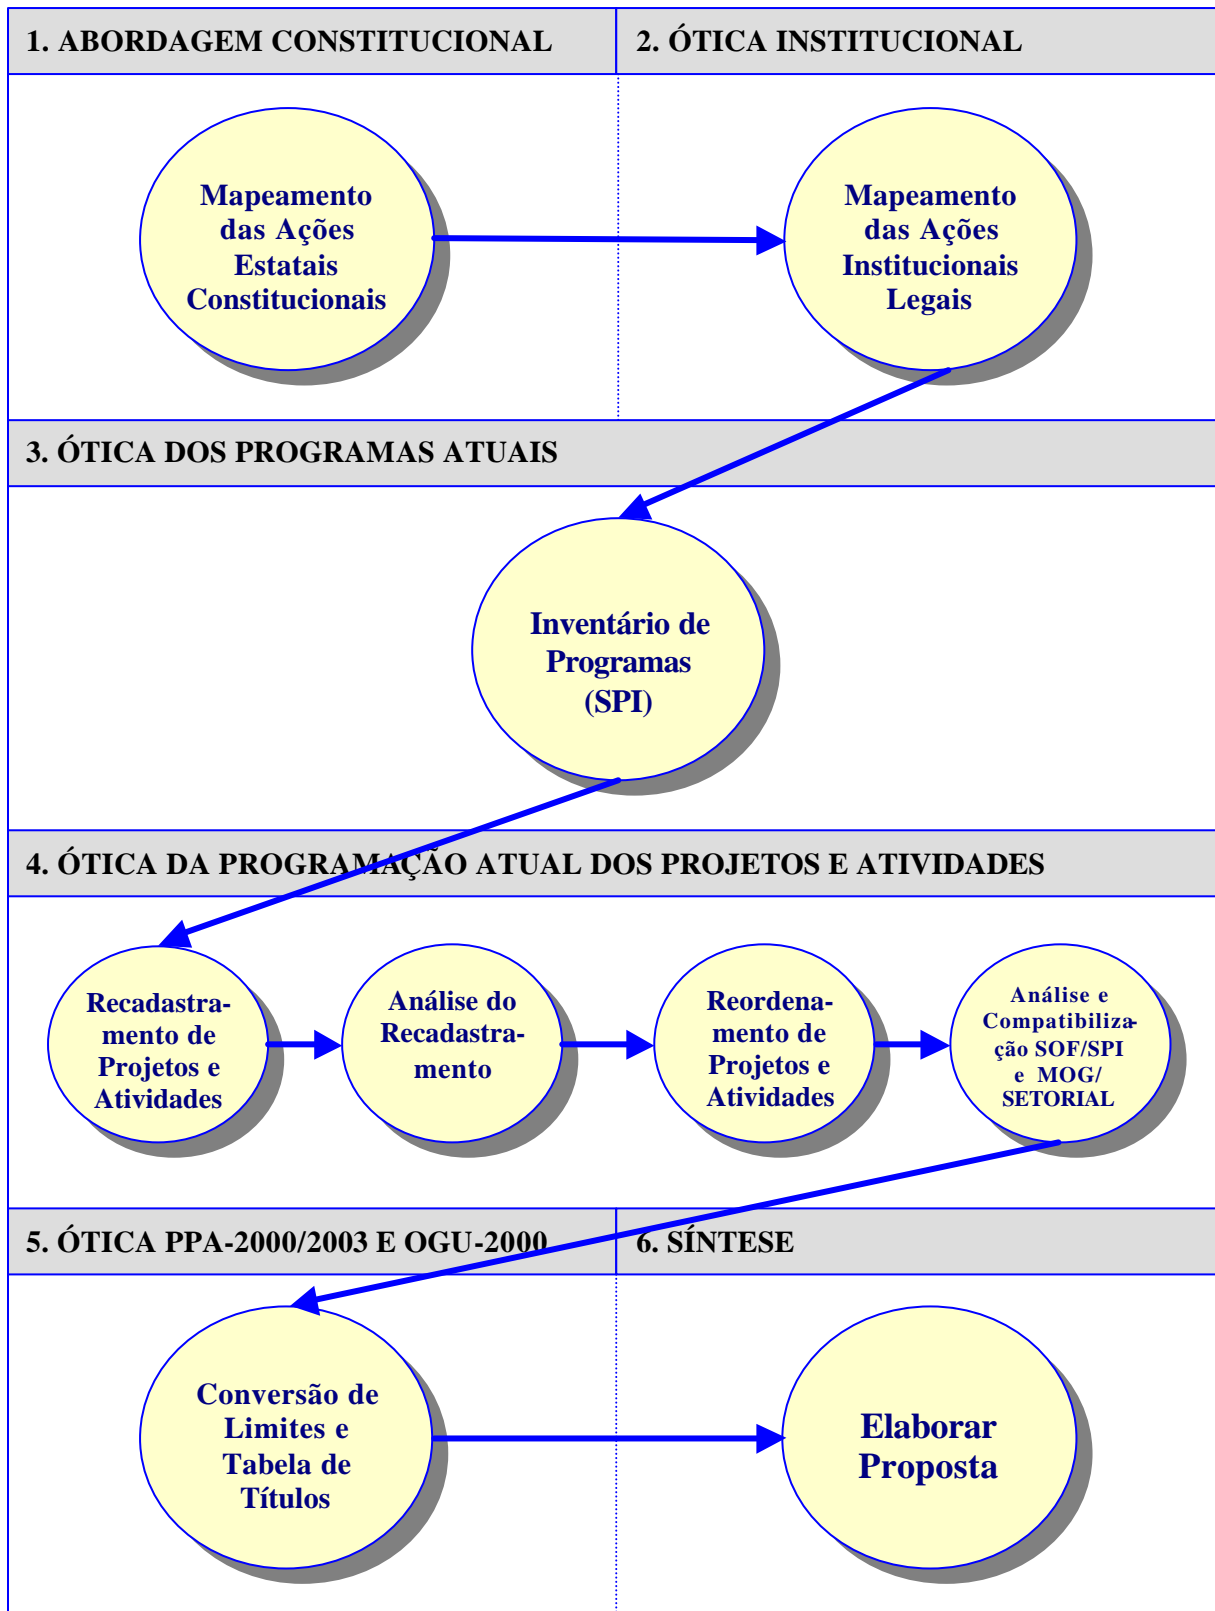 1. ABORDAGEM CONSTITUCIONAL
2. ÓTICA INSTITUCIONAL
Mapeamento
das Ações
Estatais
Constitucionais
Mapeamento
das Ações
Institucionais
Legais
3. ÓTICA DOS PROGRAMAS ATUAIS
Inventário de
Programas
(SPI)
4. ÓTICA DA PROGRAMAÇÃO ATUAL DOS PROJETOS E ATIVIDADES
Recadastra-
mento de
Projetos e
Atividades
Análise do
Recadastra-
mento
Reordena-
mento de
Projetos e
Atividades
Análise e
Compatibiliza-
ção SOF/SPI
e MOG/
SETORIAL
5. ÓTICA PPA-2000/2003 E OGU-2000
6. SÍNTESE
Conversão de
Limites e
Tabela de
Títulos
Elaborar
Proposta